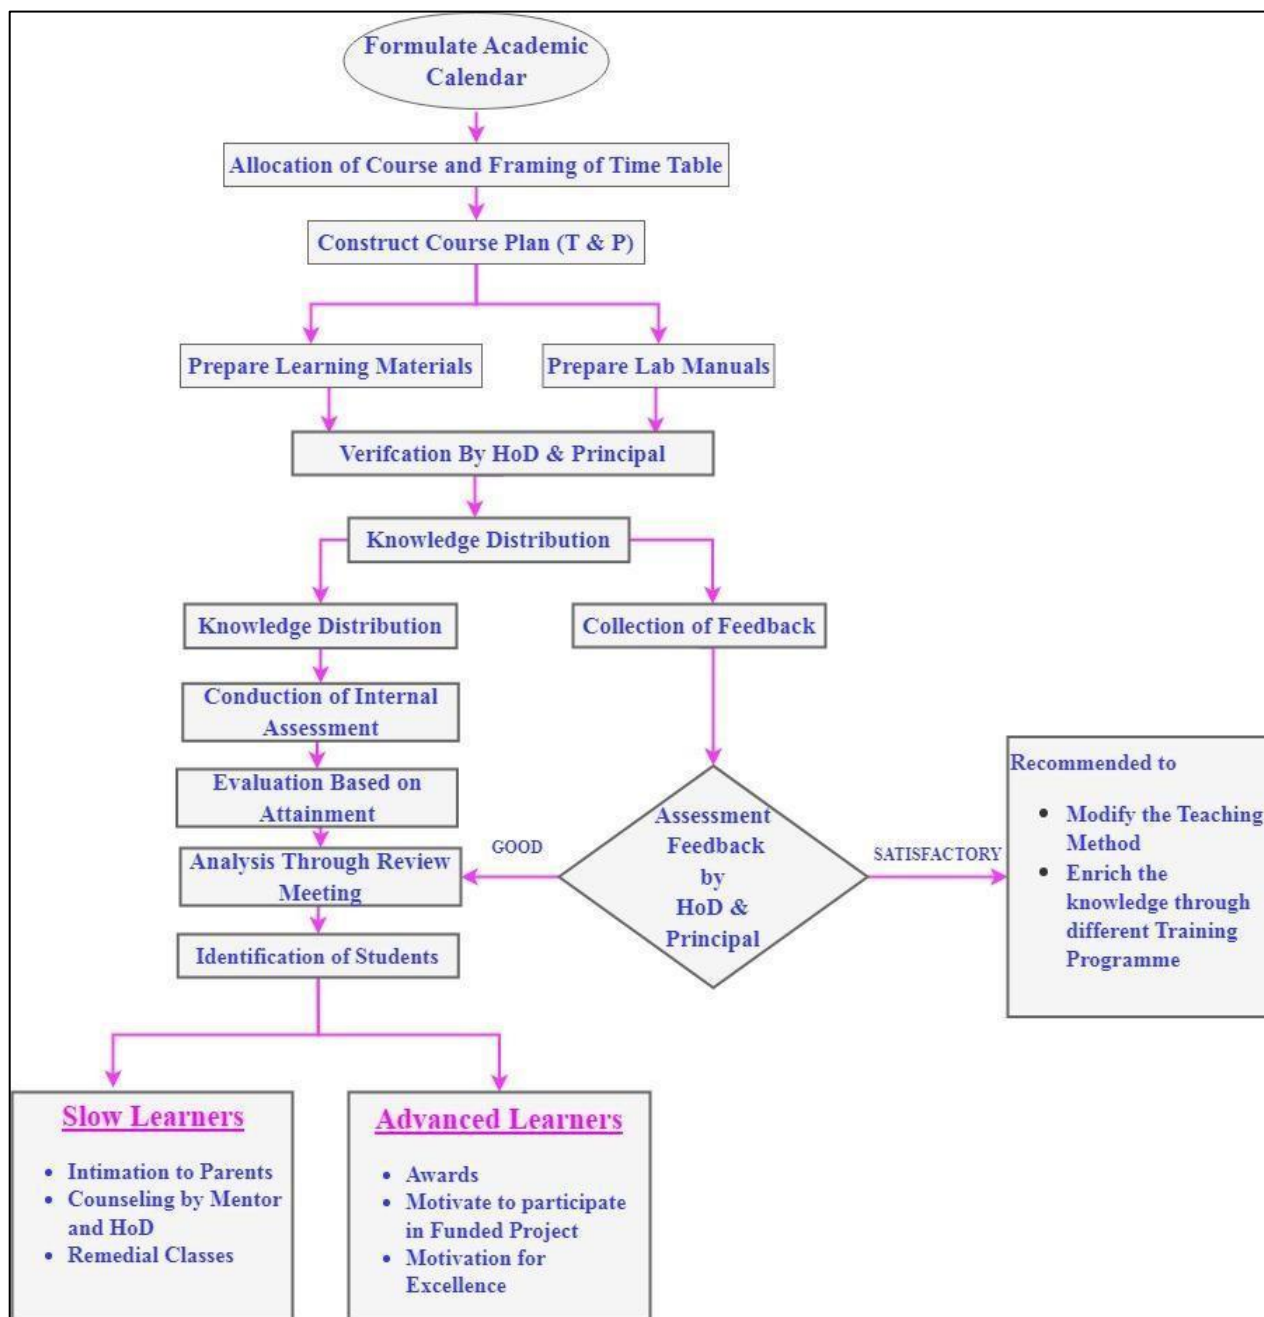 Formulate Academic
Calendar
Allocation of Course and Framing of Time Table
Construct Course Plan (T & P)
Prepare Learning Materials
Prepare Lab Manuals
Verifcation By HoD & Principal
Knowledge Distribution
Knowledge Distribution
Collection of Feedback
Conduction of Internal
Assessment
Evaluation Based on
Attainment
Analysis Through Review
Meeting
Identification of Students
GOOD
Assessment
Feedback
by
HoD &
Principal
SATISFACTORY
Recommended to
• Modify the Teaching
Method
• Enrich the
knowledge through
different Training
Programme
Slow Learners
• Intimation to Parents
• Counseling by Mentor
and HoD
• Remedial Classes
Advanced Learners
• Awards
• Motivate to participate
in Funded Project
• Motivation for
Excellence